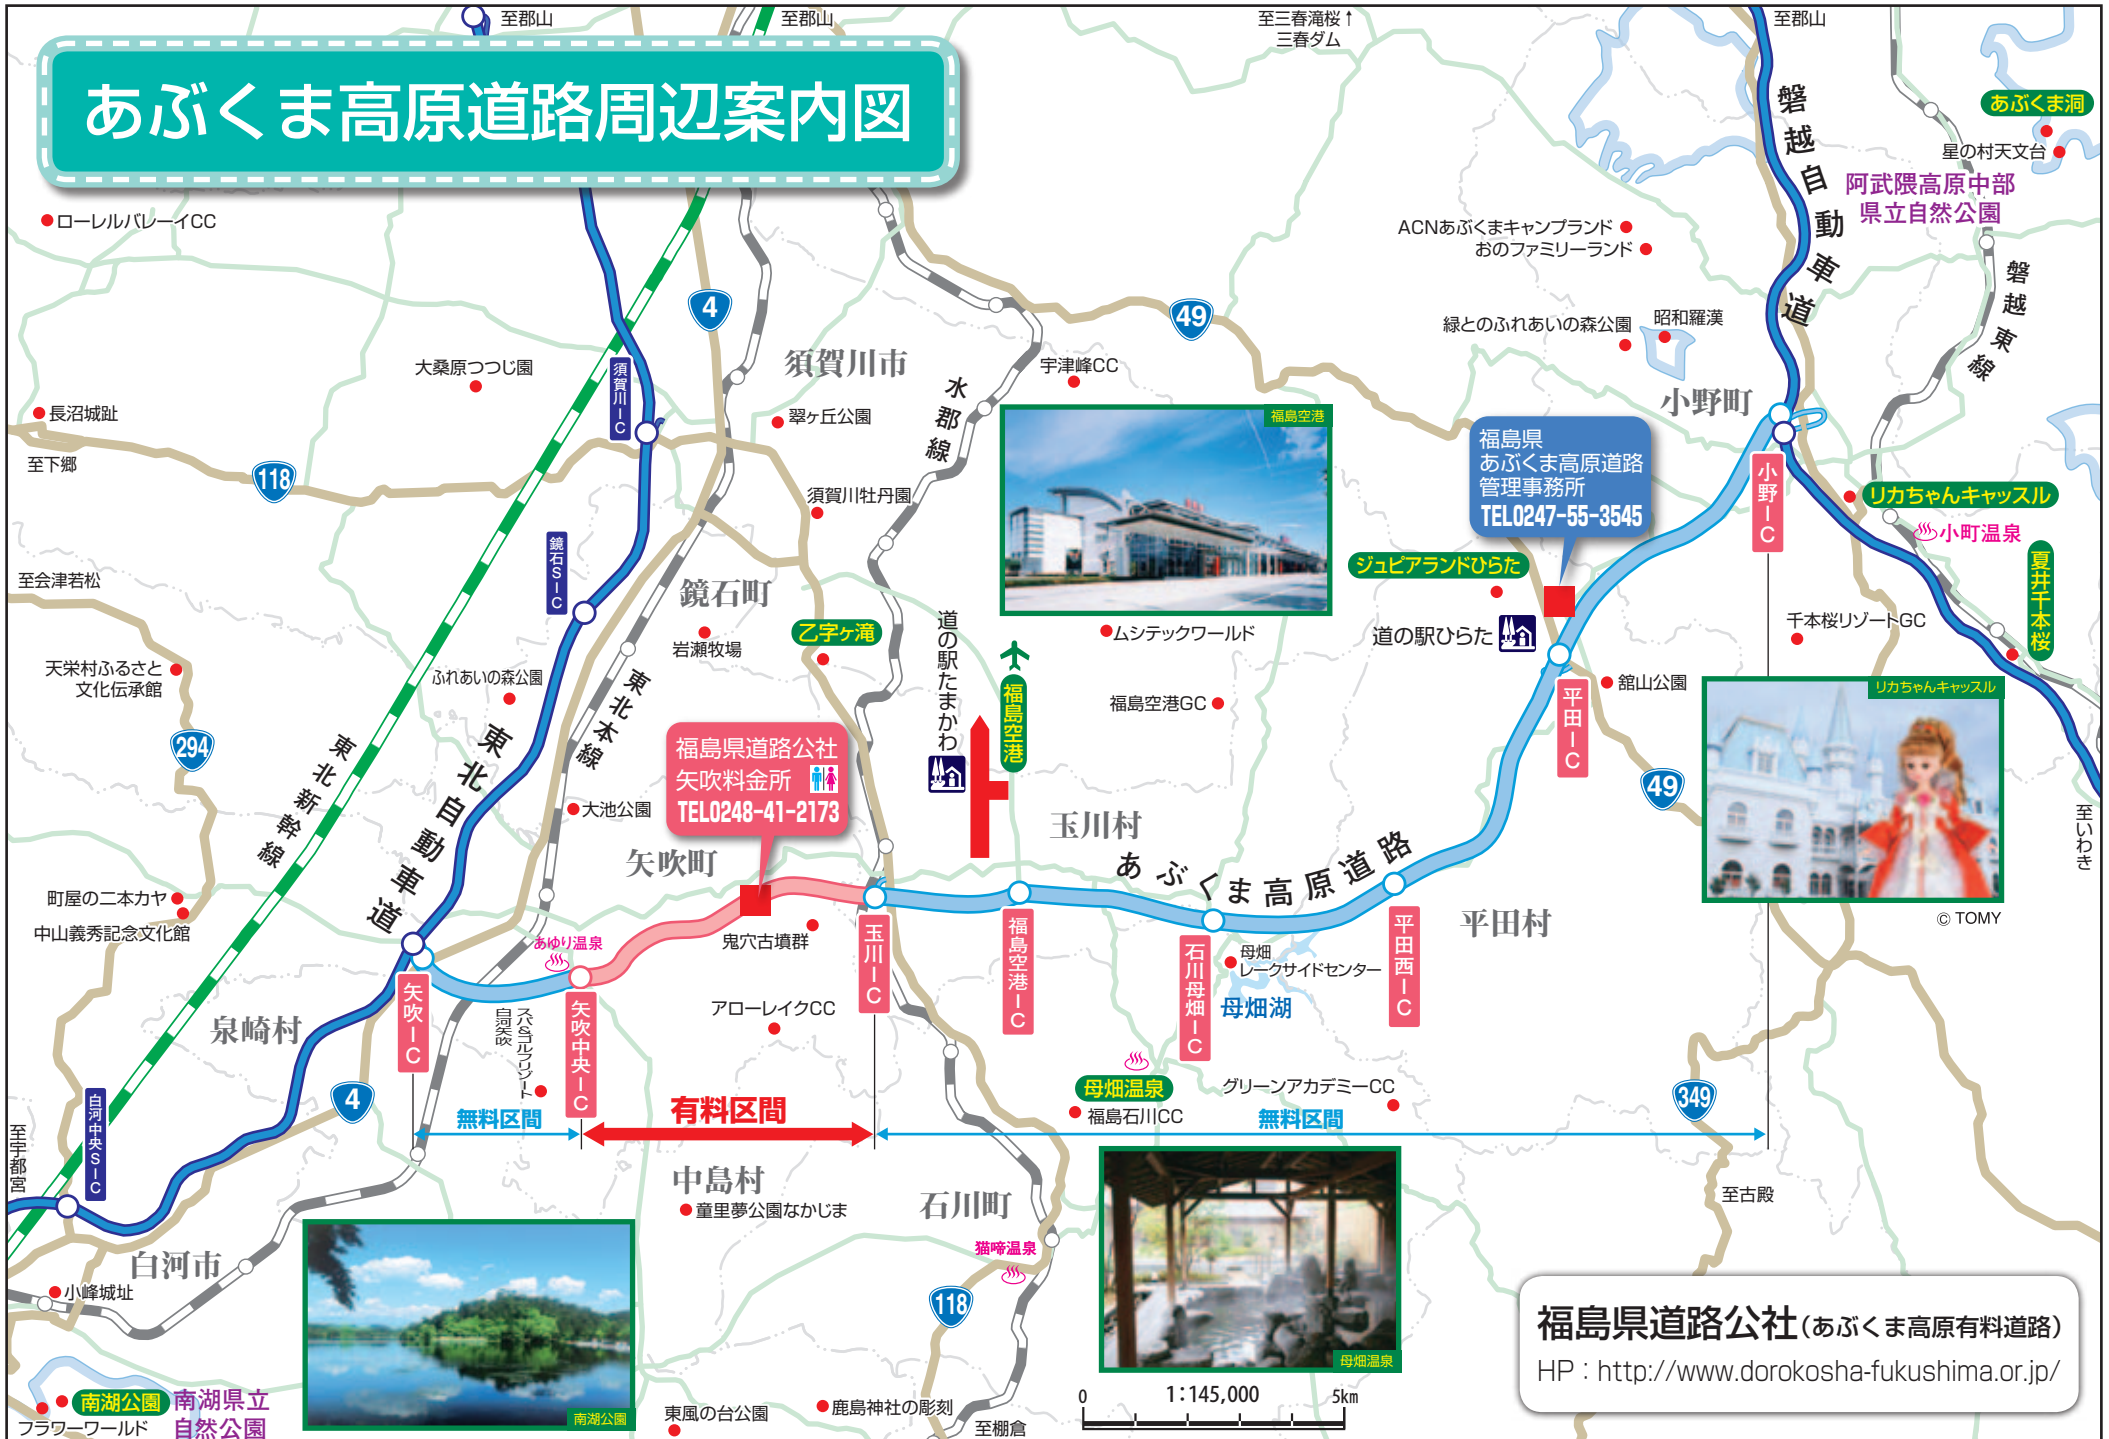 あぶくま高原道路周辺案内図
至郡山
至郡山
至三春滝桜↑
三春ダム
至郡山
磐越自動車道
あぶくま洞
星の村天文台
阿武隈高原中部
県立自然公園
磐越東線
ローレルバレーイCC
ACNあぶくまキャンプランド
おのファミリーランド
4
49
緑とのふれあいの森公園
昭和羅漢
小野町
須賀川市
大桑原つつじ園
須賀川IC
翠ヶ丘公園
水郡線
宇津峰CC
福島空港
長沼城趾
至下郷
118
須賀川牡丹園
福島県
あぶくま高原道路
管理事務所
TEL0247-55-3545
小野IC
リカちゃんキャッスル
小町温泉
夏井千本桜
鏡石SIC
至会津若松
鏡石町
岩瀬牧場
乙字ヶ滝
道の駅たまかわ
福島空港
ムシテックワールド
ジュピアランドひらた
道の駅ひらた
千本桜リゾートGC
天栄村ふるさと
文化伝承館
ふれあいの森公園
東北本線
福島空港GC
平田IC
舘山公園
リカちゃんキャッスル
© TOMY
294
東北新幹線
東北自動車道
福島県道路公社
矢吹料金所
TEL0248-41-2173
大池公園
矢吹町
玉川村
あぶくま高原道路
49
至いわき
町屋の二本カヤ
中山義秀記念文化館
あゆり温泉
鬼穴古墳群
玉川IC
福島空港IC
石川母畑IC
母畑
レークサイドセンター
母畑湖
平田西IC
平田村
泉崎村
矢吹IC
スパ&ゴルフリゾート
白河矢吹
矢吹中央IC
アローレイクCC
母畑温泉
福島石川CC
グリーンアカデミーCC
349
4
無料区間
有料区間
無料区間
至宇都宮
白河中央SIC
中島村
童里夢公園なかじま
石川町
猫啼温泉
至古殿
白河市
小峰城址
118
母畑温泉
福島県道路公社(あぶくま高原有料道路)
HP：http://www.dorokosha-fukushima.or.jp/
南湖公園
南湖県立
自然公園
フラワーワールド
南湖公園
東風の台公園
鹿島神社の彫刻
至棚倉
0 1:145,000 5km